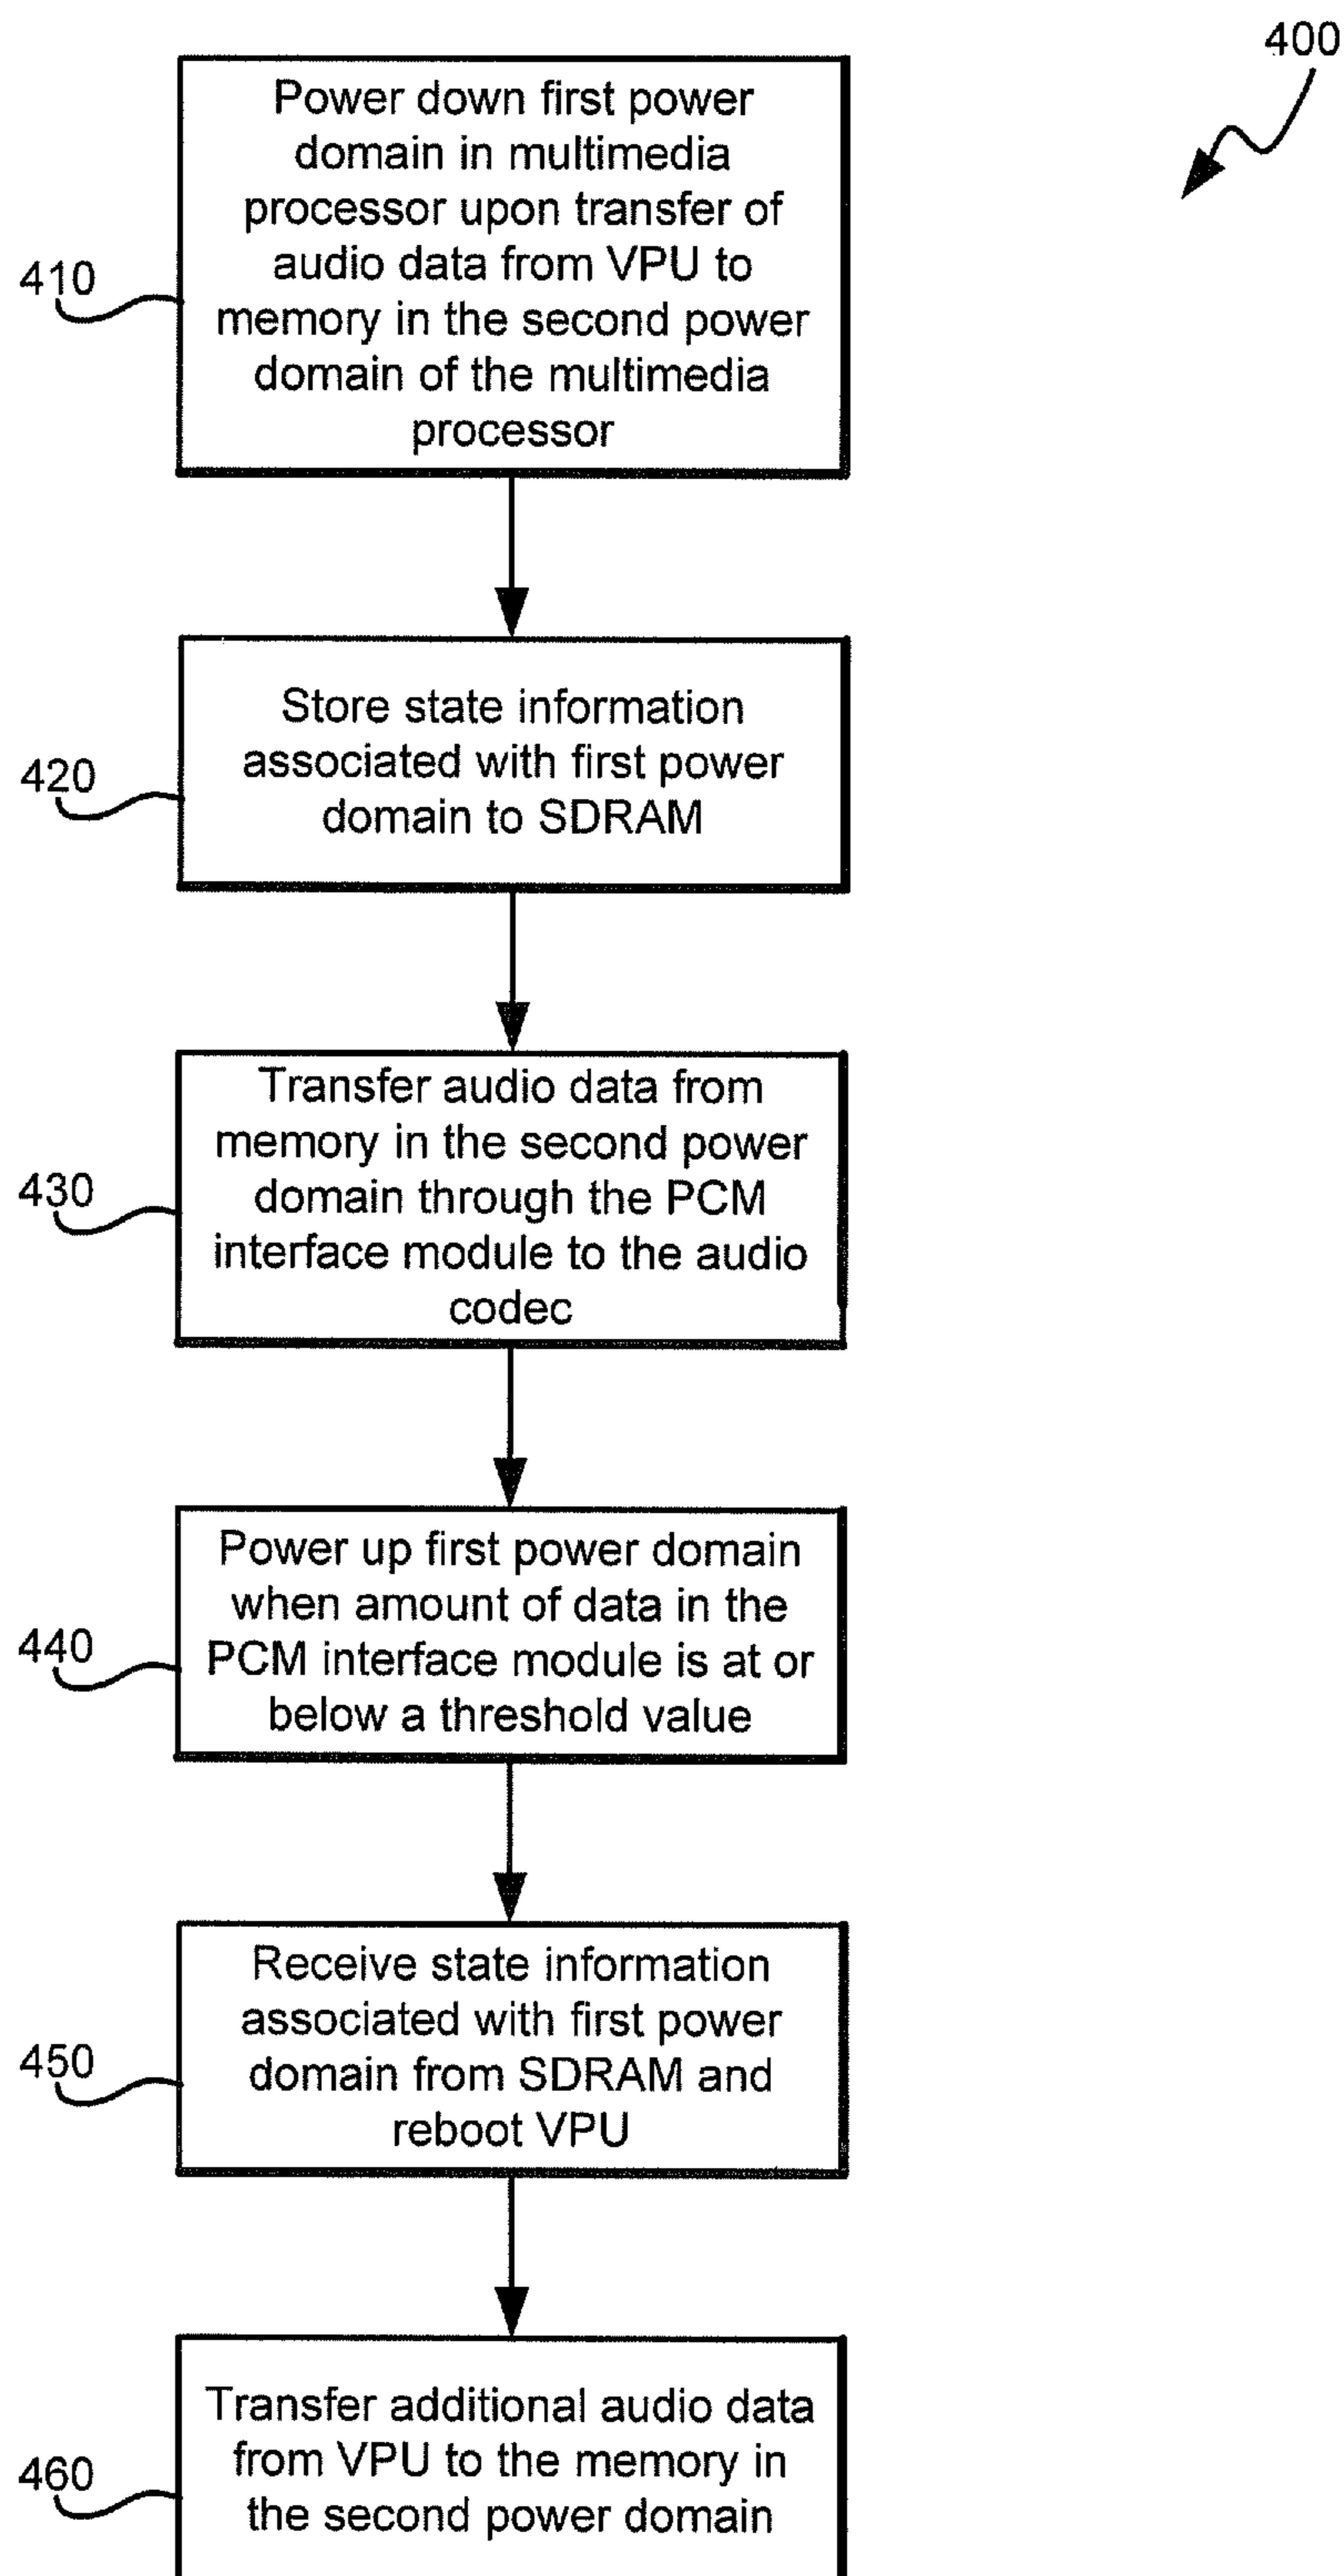 400
Power down first power
domain in multimedia
processor upon transfer of
audio data from VPU to
memory in the second power
domain of the multimedia
processor
410
Store state information
associated with first power
domain to SDRAM
420
Transfer audio data from
memory in the second power
domain through the PCM
interface module to the audio
codec
430
Power up first power domain
when amount of data in the
PCM interface module is at or
below a threshold value
440
Receive state information
associated with first power
domain from SDRAM and
reboot VPU
450
Transfer additional audio data
from VPU to the memory in
the second power domain
460